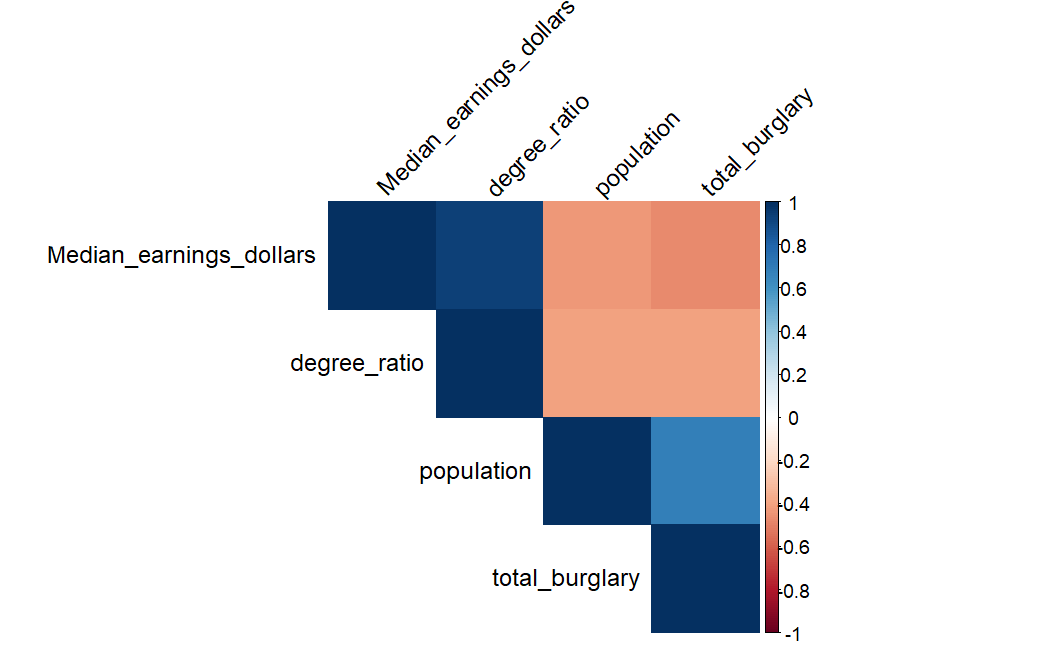 Median_earnings_dollars
degree_ratio
population
total_burglary
Median_earnings_dollars
degree_ratio
population
total_burglary
1
0.8
0.6
0.4
0.2
0
-0.2
-0.4
-0.6
-0.8
-1